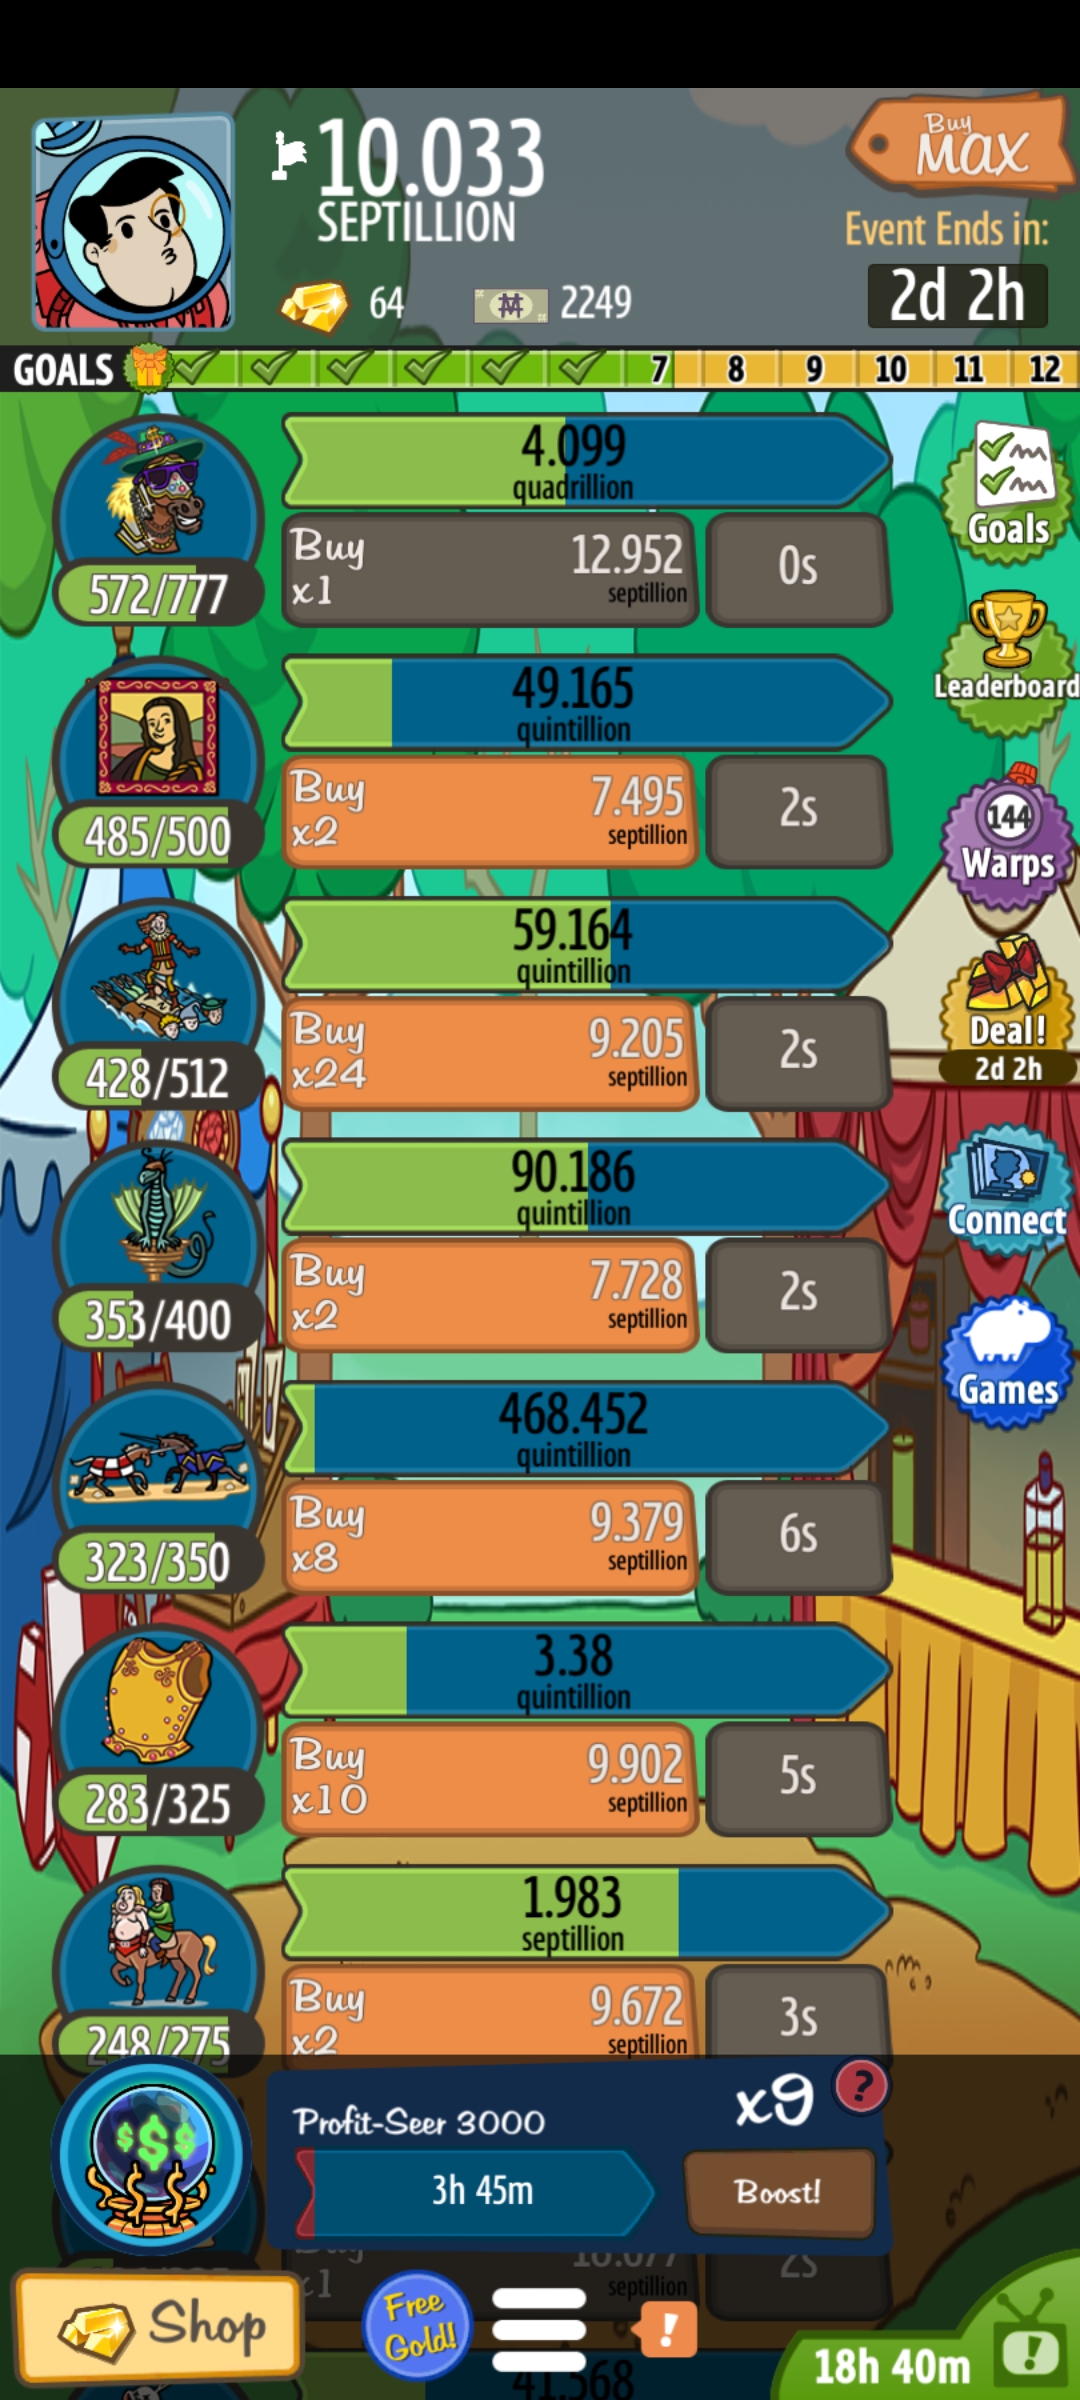 10.033
SEPTILLION
64
2249
Buy
MAX
Event Ends in:
2d 2h
GOALS 7 8 9 10 11 12
4.099
quadrillion
Buy
x1
12.952
septillion
0s
572/777
Goals
Leaderboard
49.165
quintillion
Buy
x2
7.495
septillion
2s
485/500
144
Warps
59.164
quintillion
Buy
x24
9.205
septillion
2s
428/512
Deal!
2d 2h
90.186
quintillion
Buy
x2
7.728
septillion
2s
353/400
Connect
468.452
quintillion
Buy
x8
9.379
septillion
6s
323/350
Games
3.38
quintillion
Buy
x10
9.902
septillion
5s
283/325
1.983
septillion
Buy
x2
9.672
septillion
3s
248/275
$$$
Profit-Seer 3000
x9
?
3h 45m
Boost!
Buy
x1
septillion
2s
Shop
Free
Gold!
!
18h 40m
!
41.368